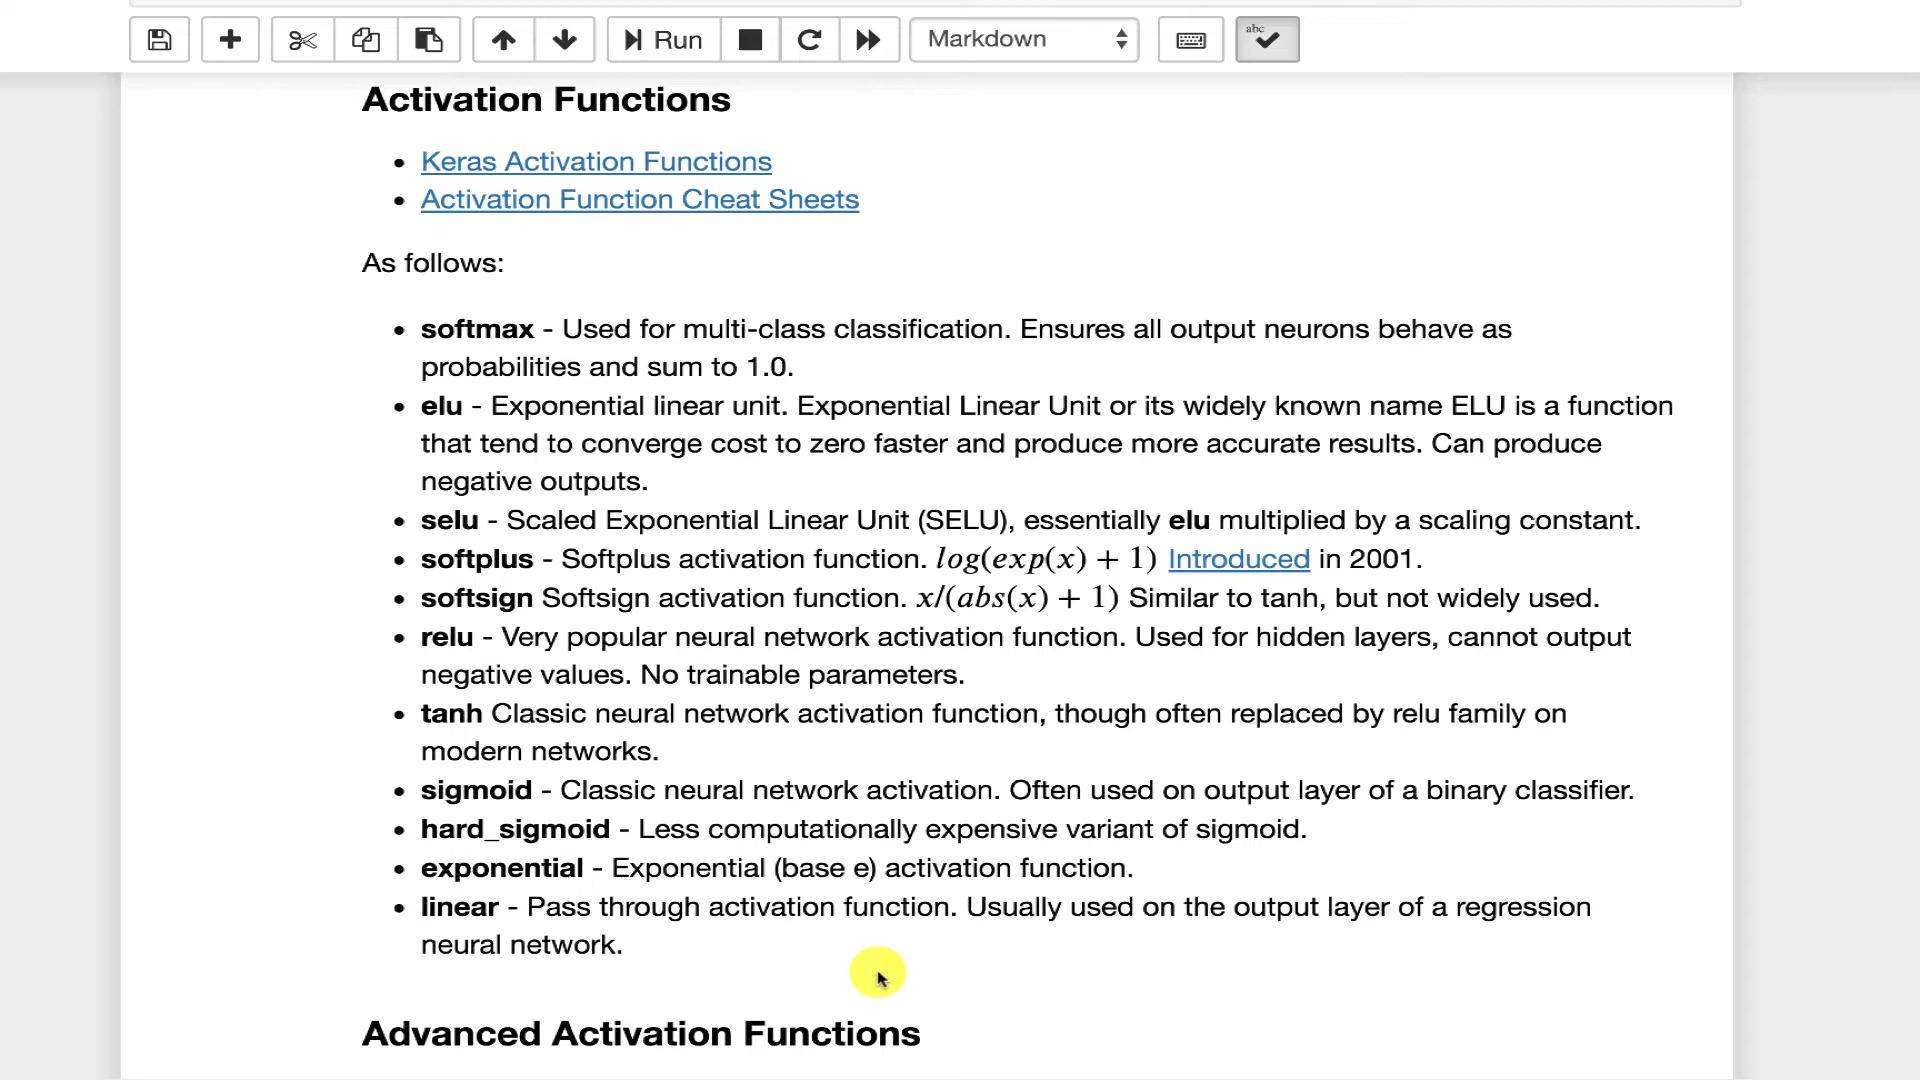 Run
Markdown
abc
Activation Functions
• Keras Activation Functions
• Activation Function Cheat Sheets
As follows:
• softmax - Used for multi-class classification. Ensures all output neurons behave as
probabilities and sum to 1.0.
• elu - Exponential linear unit. Exponential Linear Unit or its widely known name ELU is a function
that tend to converge cost to zero faster and produce more accurate results. Can produce
negative outputs.
• selu - Scaled Exponential Linear Unit (SELU), essentially elu multiplied by a scaling constant.
• softplus - Softplus activation function. log(exp(x) + 1) Introduced in 2001.
• softsign Softsign activation function. x/(abs(x) + 1) Similar to tanh, but not widely used.
• relu - Very popular neural network activation function. Used for hidden layers, cannot output
negative values. No trainable parameters.
• tanh Classic neural network activation function, though often replaced by relu family on
modern networks.
• sigmoid - Classic neural network activation. Often used on output layer of a binary classifier.
• hard_sigmoid - Less computationally expensive variant of sigmoid.
• exponential - Exponential (base e) activation function.
• linear - Pass through activation function. Usually used on the output layer of a regression
neural network.
Advanced Activation Functions